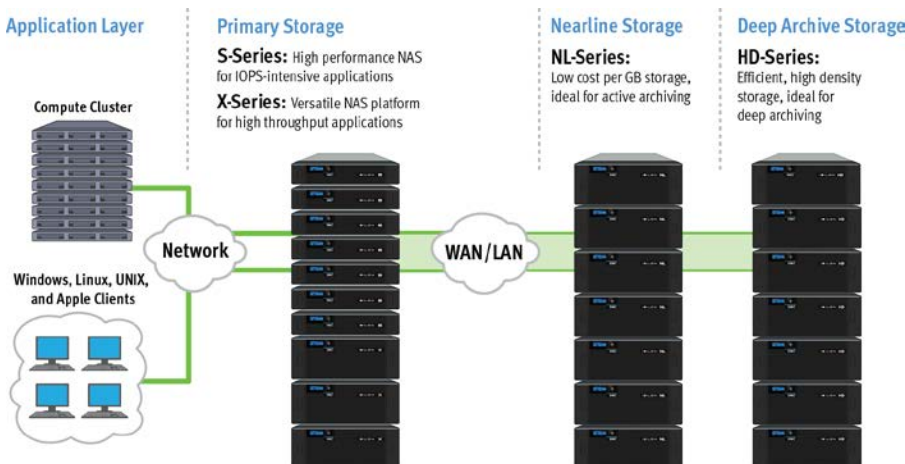 Application Layer
Primary Storage
S-Series: High performance NAS
for IOPS-intensive applications
X-Series: Versatile NAS platform
for high throughput applications
Nearline Storage
NL-Series:
Low cost per GB storage,
ideal for active archiving
Deep Archive Storage
HD-Series:
Efficient, high density
storage, ideal for
deep archiving
Compute Cluster
Network
WAN/LAN
Windows, Linux, UNIX,
and Apple Clients